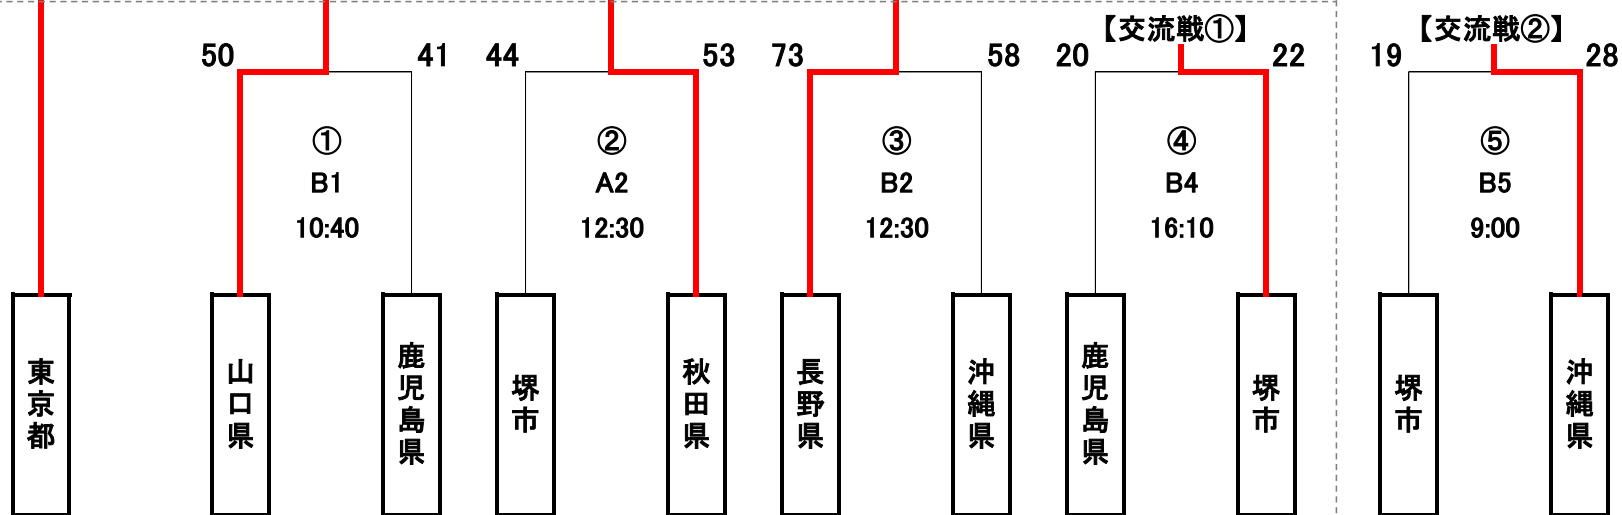 【交流戦①】 【交流戦②】
50 41 44 53 73 58 20 22 19 28
① ② ③ ④ ⑤
B1 A2 B2 B4 B5
10:40 12:30 12:30 16:10 9:00
東京都
山口県
鹿児島県
堺市
秋田県
長野県
沖縄県
鹿児島県
堺市
堺市
沖縄県